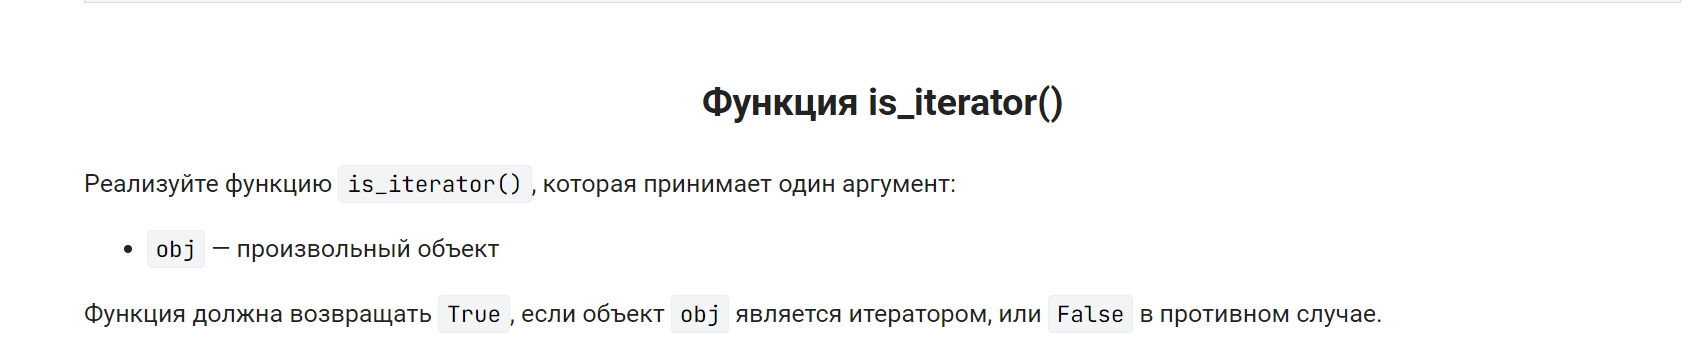 Функция is_iterator()
Реализуйте функцию is_iterator(), которая принимает один аргумент:
• obj — произвольный объект
Функция должна возвращать True, если объект obj является итератором, или False в противном случае.